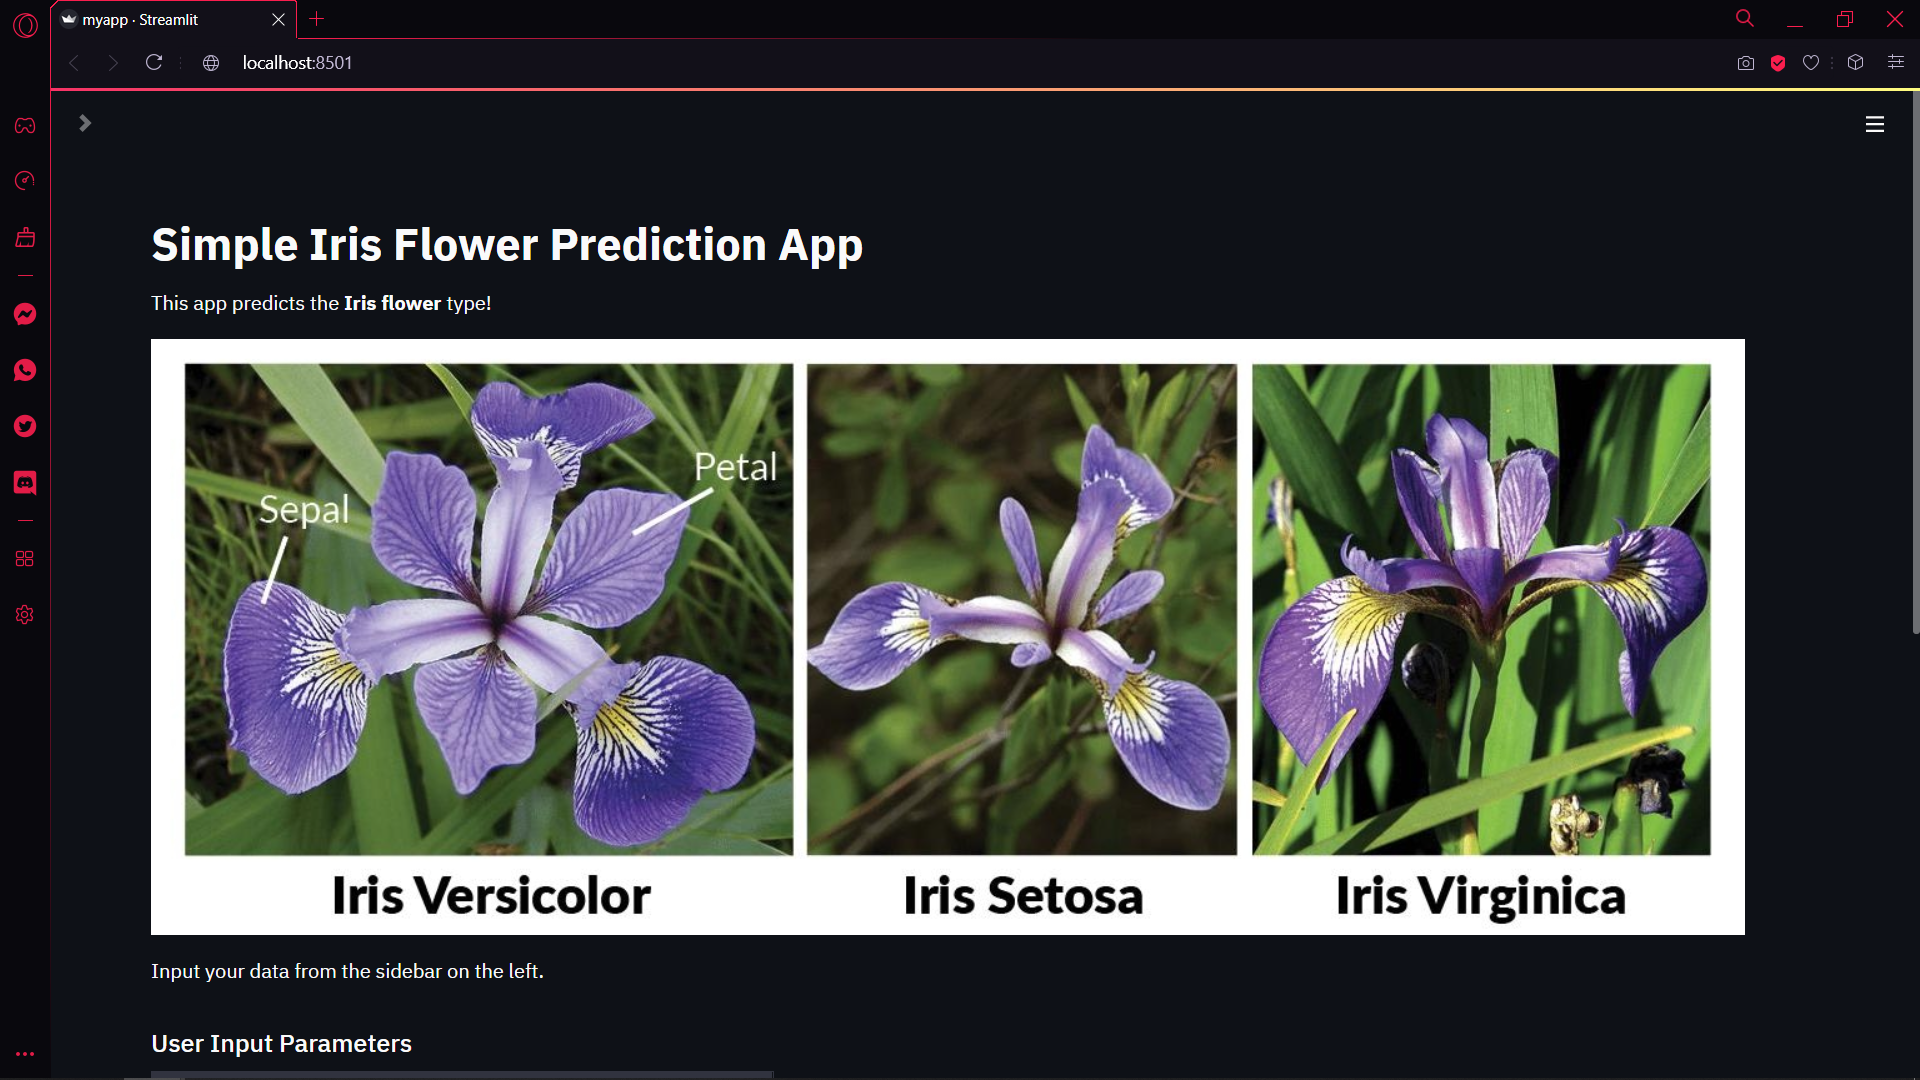 myapp · Streamlit
localhost:8501
Simple Iris Flower Prediction App
This app predicts the Iris flower type!
Sepal
Petal
Iris Versicolor
Iris Setosa
Iris Virginica
Input your data from the sidebar on the left.
User Input Parameters